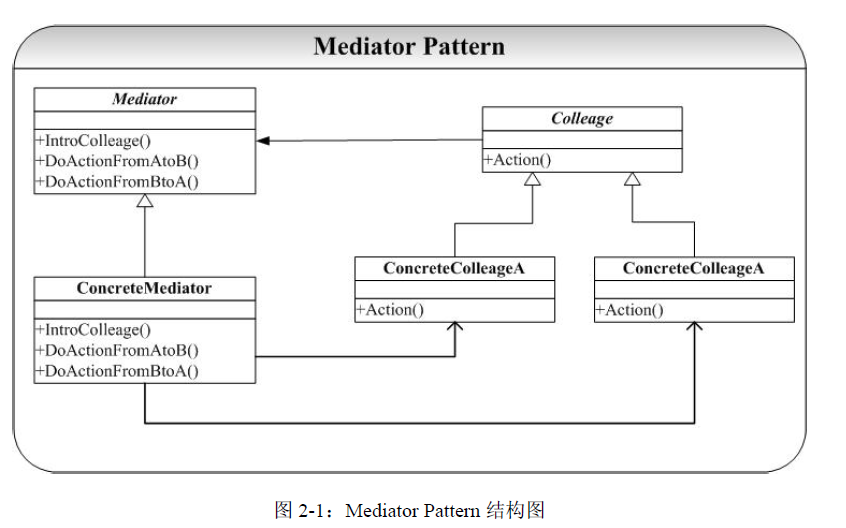 Mediator Pattern
Mediator
+IntroColleage()
+DoActionFromAtoB()
+DoActionFromBtoA()
Colleage
+Action()
ConcreteMediator
+IntroColleage()
+DoActionFromAtoB()
+DoActionFromBtoA()
ConcreteColleageA
+Action()
ConcreteColleageA
+Action()
图 2-1：Mediator Pattern 结构图